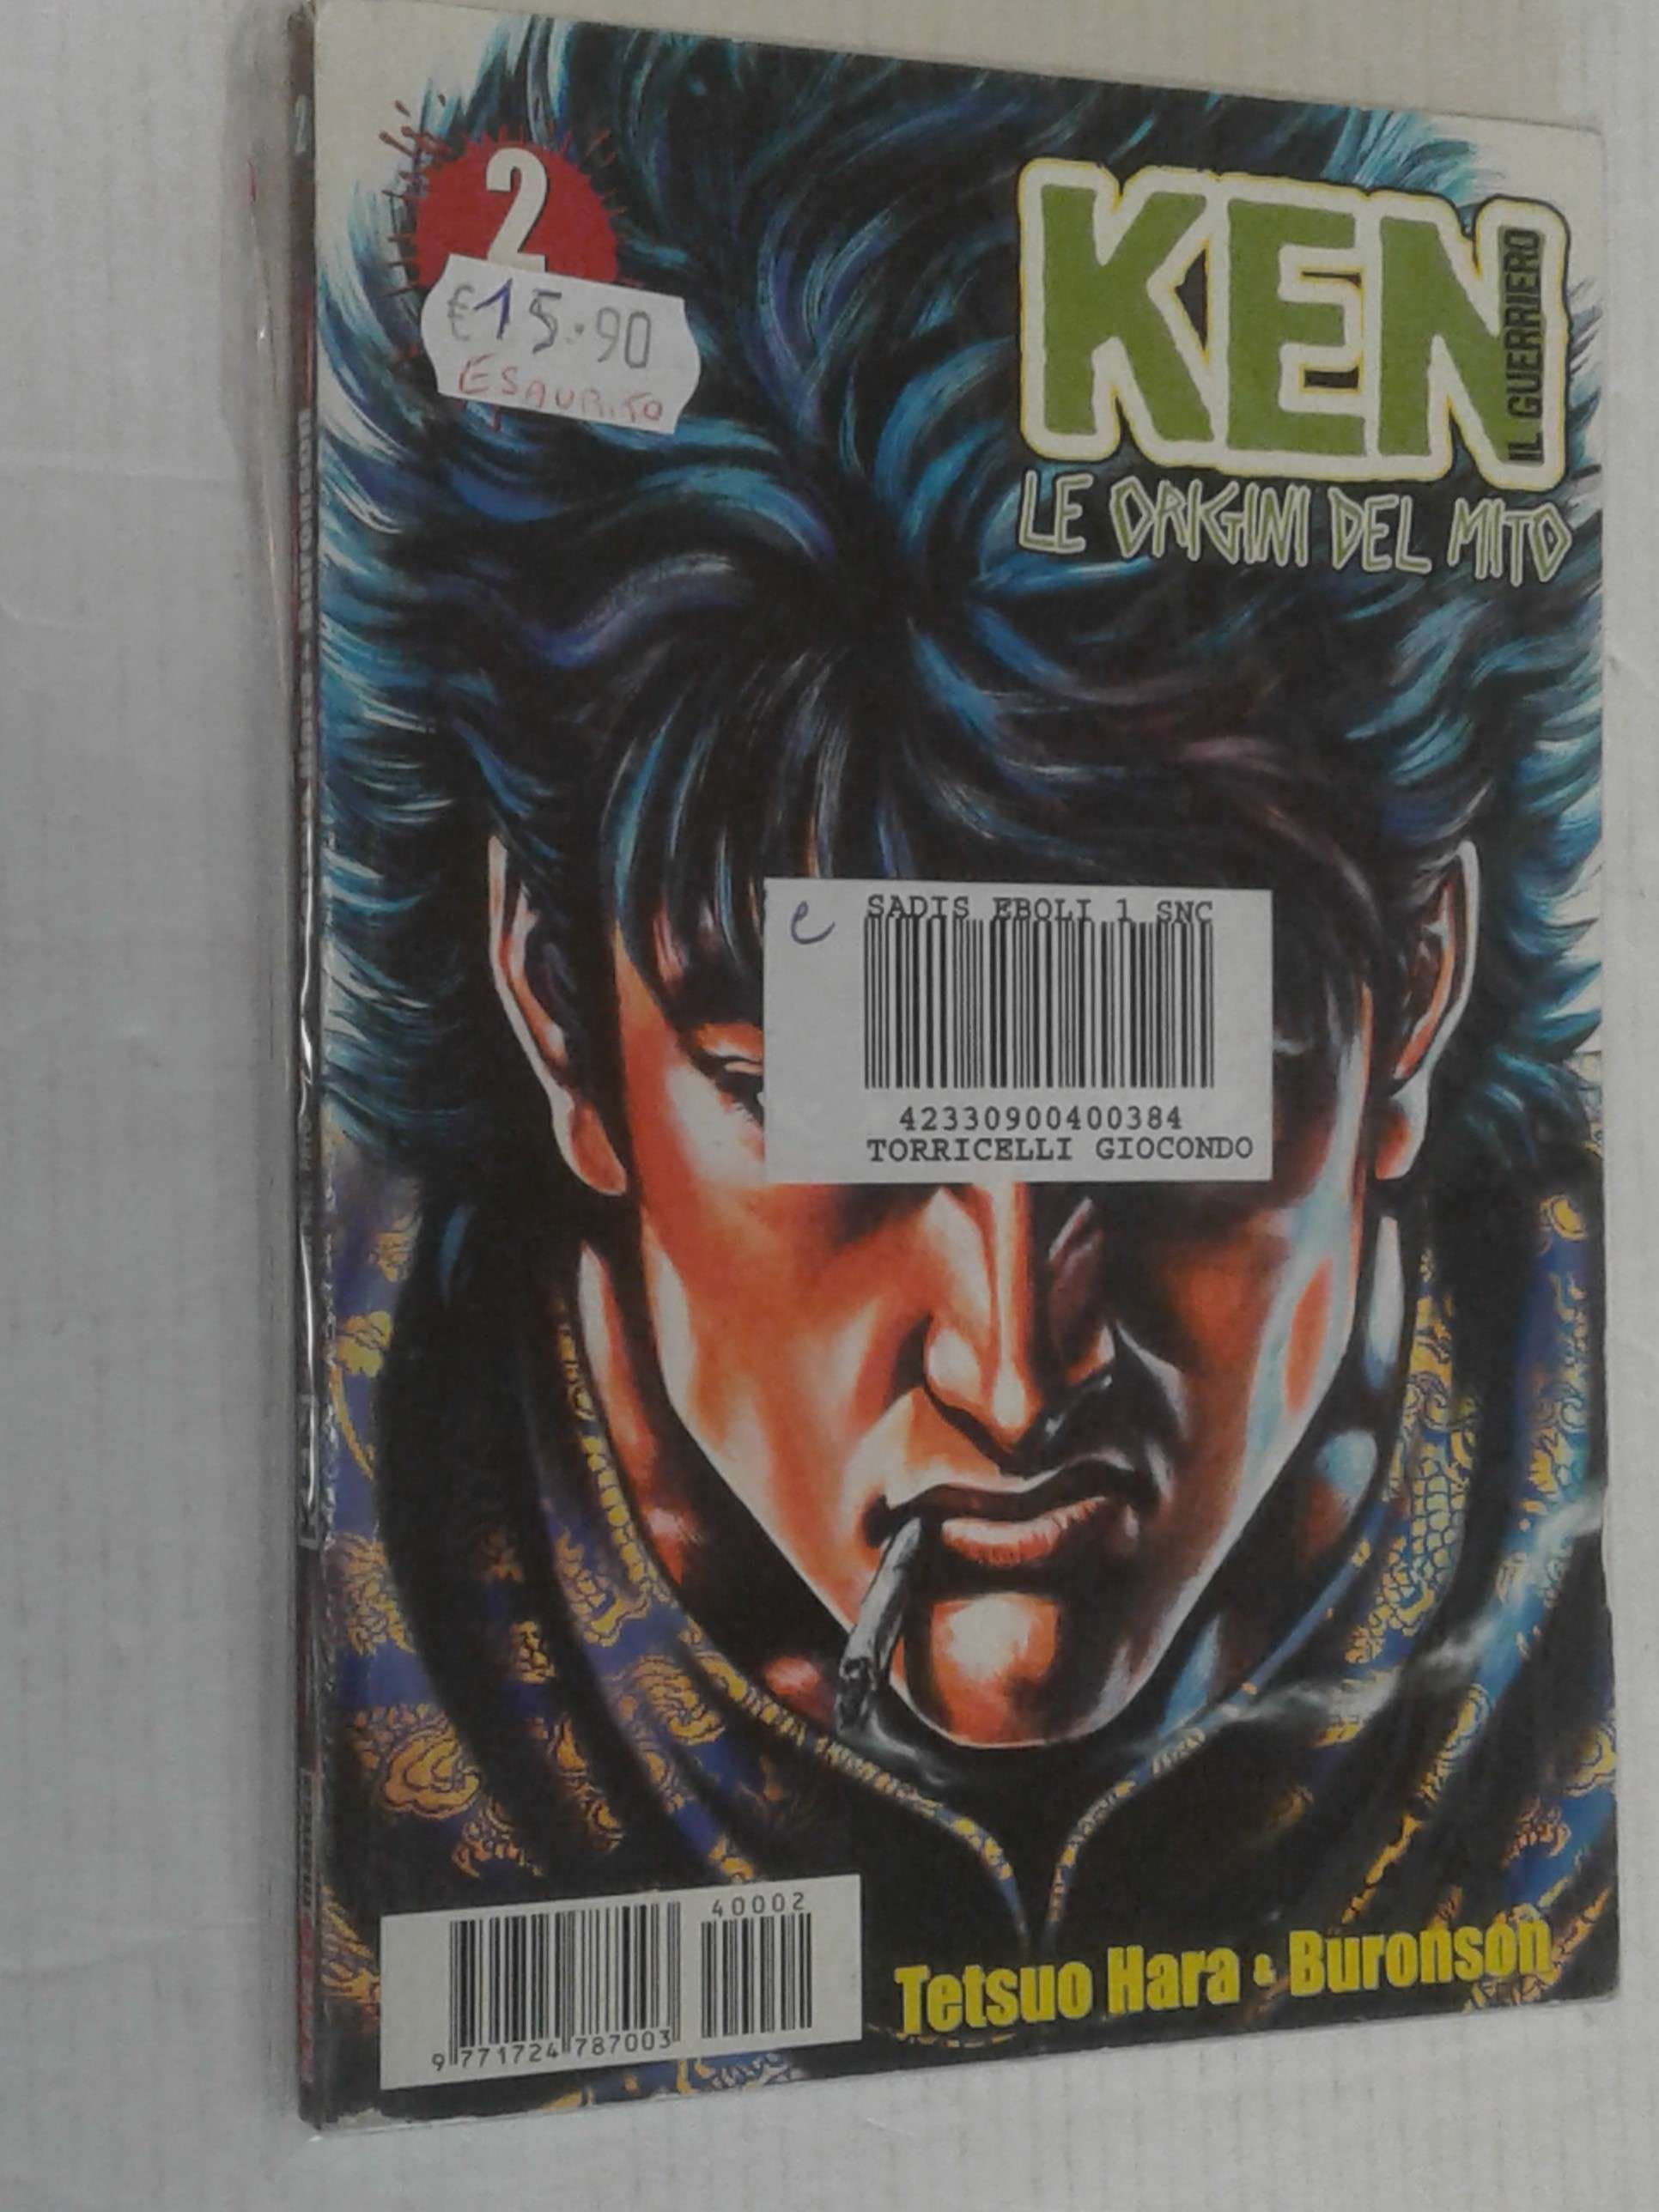 2
€15.90
ESAURITO
KEN
IL GUERRIERO
LE ORIGINI DEL MITO
e
SADIS EBOLI 1 SNC
42330900400384
TORRICELLI GIOCONDO
40002
9 771724 787003
Tetsuo Hara & Buronson
2